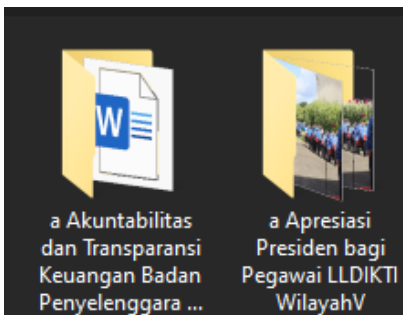 a Akuntabilitas
dan Transparansi
Keuangan Badan
Penyelenggara ...
a Apresiasi
Presiden bagi
Pegawai LLDIKTI
WilayahV